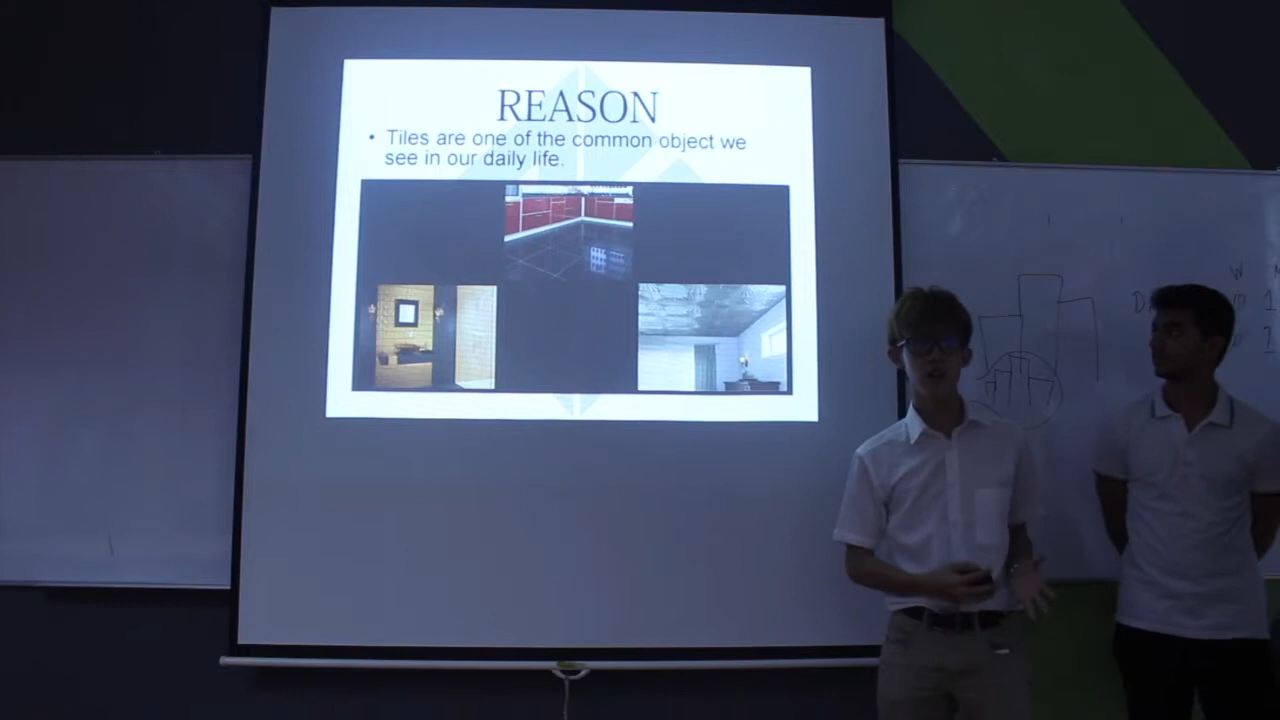 REASON
• Tiles are one of the common object we
see in our daily life.
W